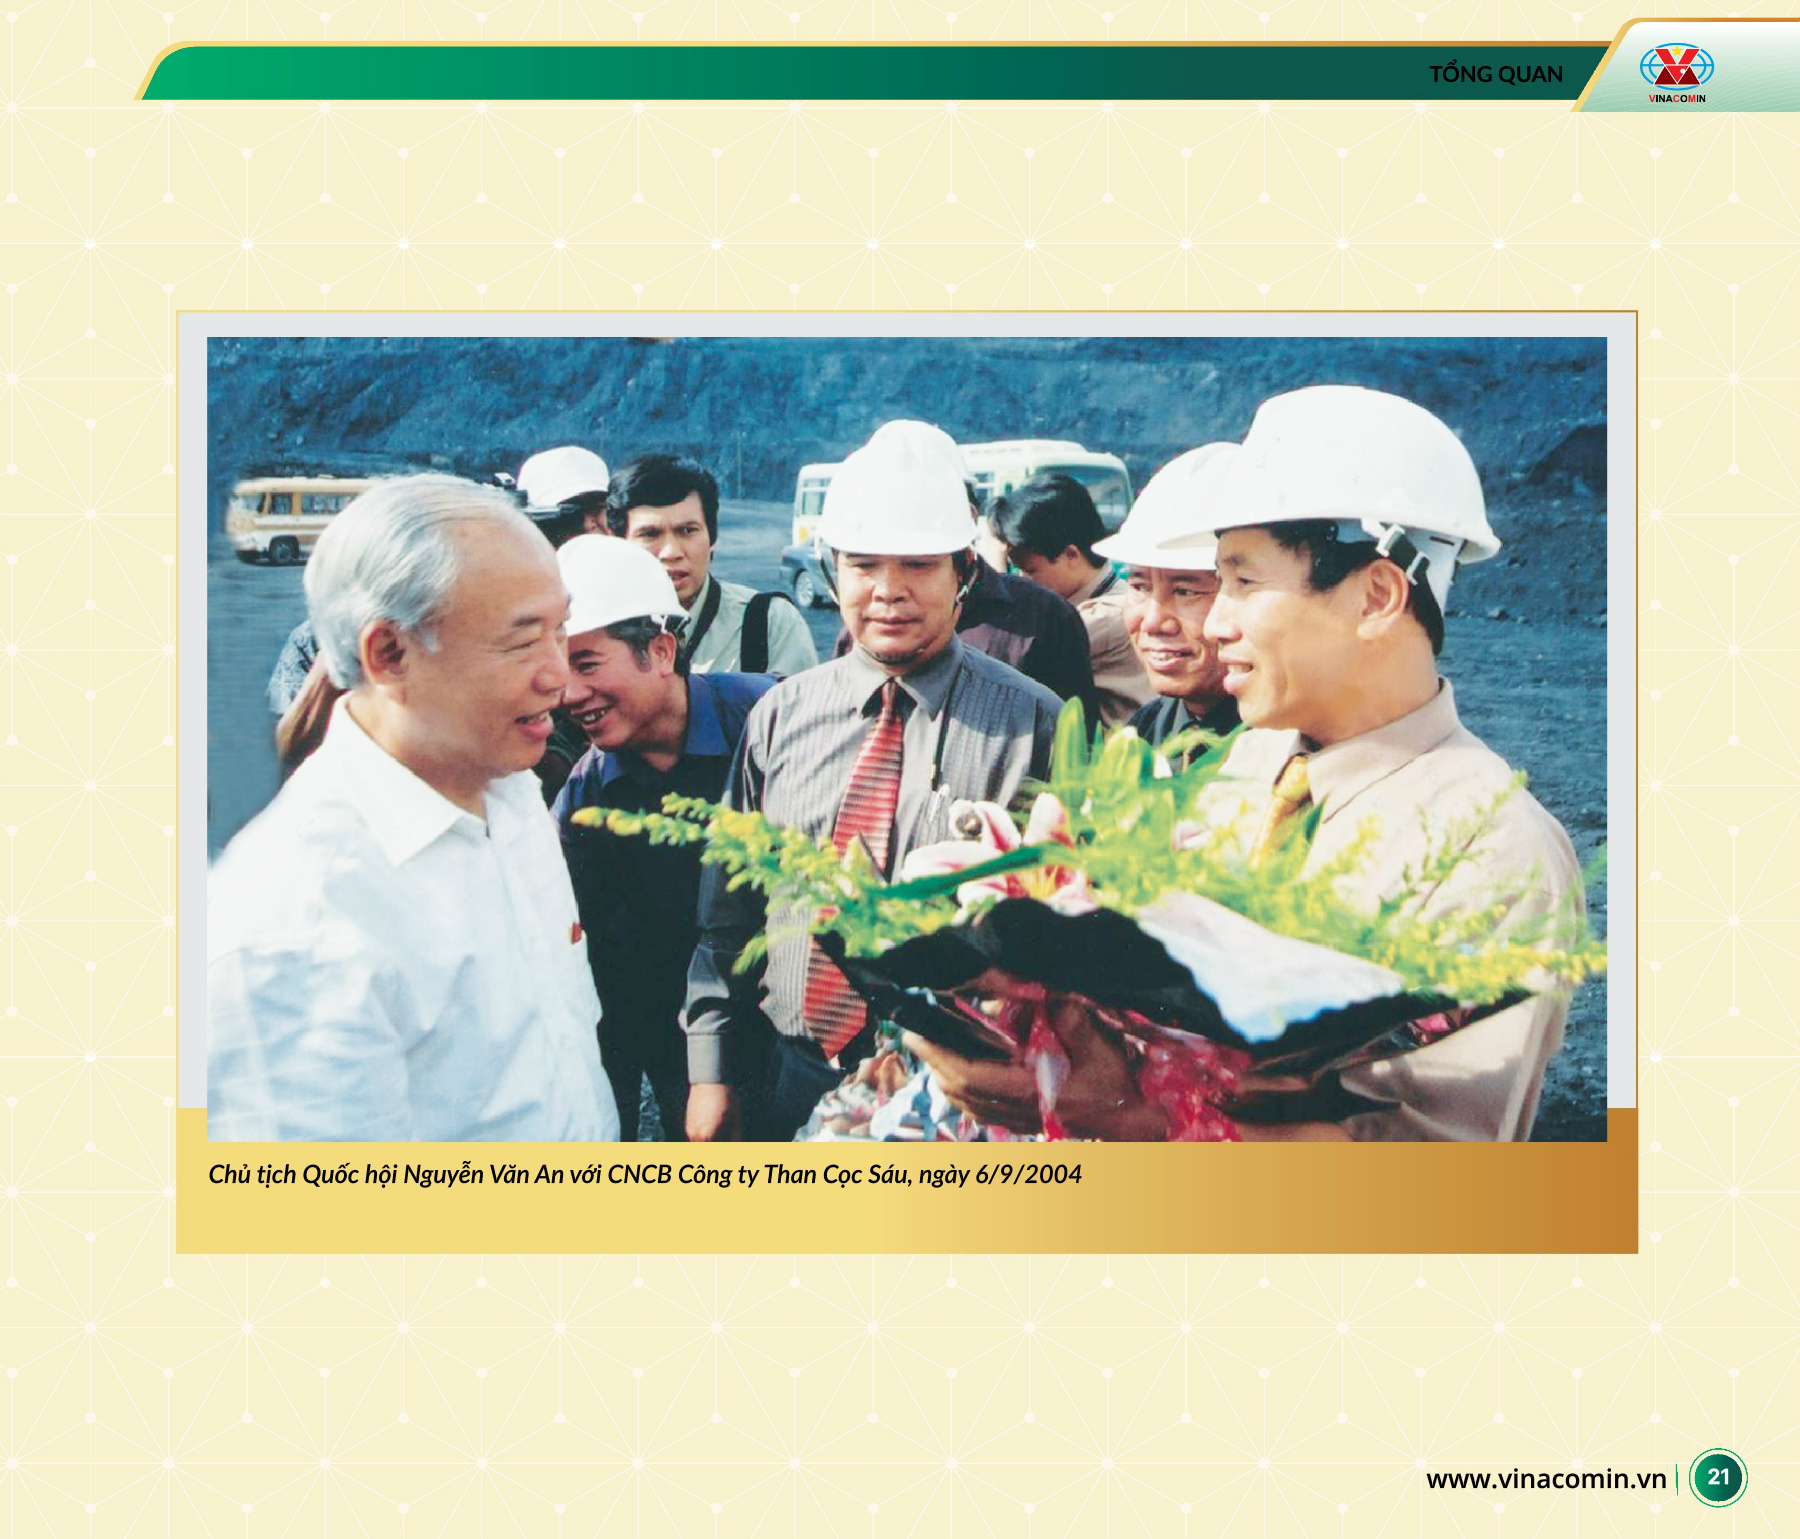 TỔNG QUAN
VINACOMIN
Chủ tịch Quốc hội Nguyễn Văn An với CNCB Công ty Than Cọc Sáu, ngày 6/9/2004
www.vinacomin.vn
21